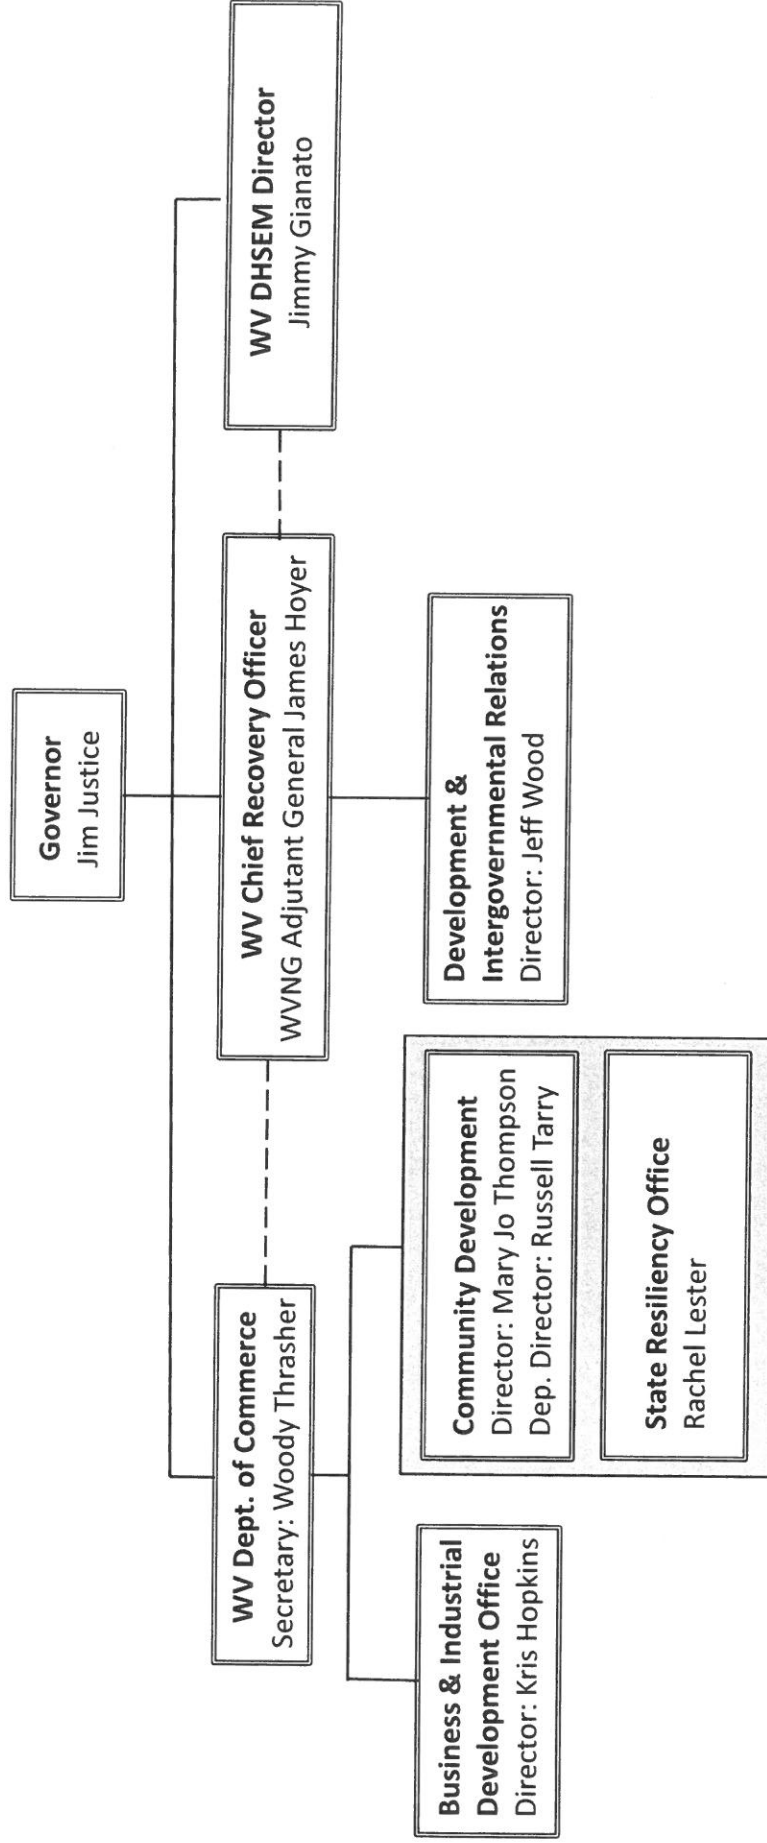 Governor
Jim Justice
WV Dept. of Commerce
Secretary: Woody Thrasher
WV Chief Recovery Officer
WVNG Adjutant General James Hoyer
WV DHSEM Director
Jimmy Gianato
Business & Industrial
Development Office
Director: Kris Hopkins
Community Development
Director: Mary Jo Thompson
Dep. Director: Russell Tarry
State Resiliency Office
Rachel Lester
Development &
Intergovernmental Relations
Director: Jeff Wood